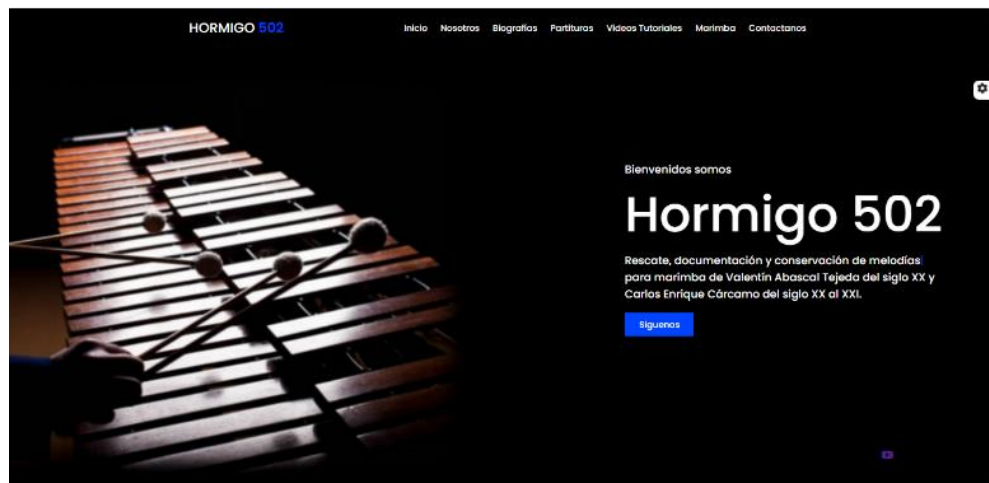 HORMIGO 502
Inicio Nosotros Biografías Partituras Videos Tutoriales Marimba Contactanos
Bienvenidos somos
Hormigo 502
Rescate, documentación y conservación de melodías
para marimba de Valentín Abascal Tejeda del siglo XX y
Carlos Enrique Cárcamo del siglo XX al XXI.
Siguenos